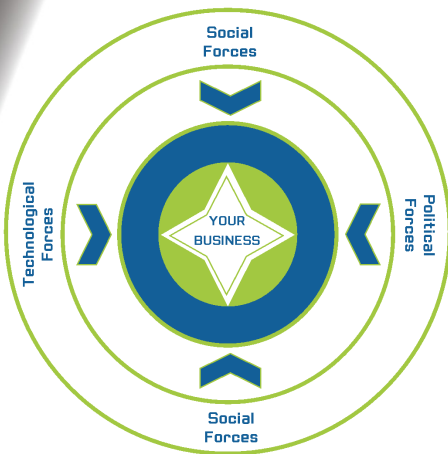 Social
Forces
Technological
Forces
YOUR
BUSINESS
Political
Forces
Social
Forces